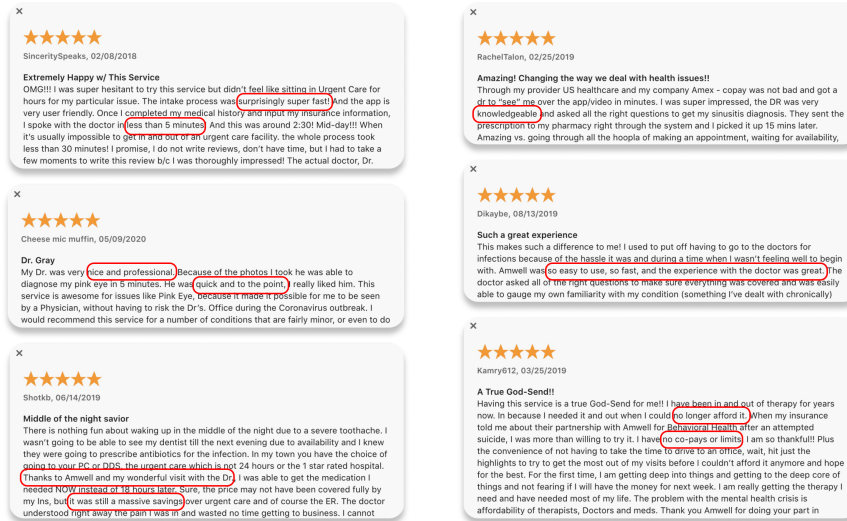 ×
SinceritySpeaks, 02/08/2018
Extremely Happy w/ This Service
OMG!!! I was super hesitant to try this service but didn't feel like sitting in Urgent Care for
hours for my particular issue. The intake process was surprisingly super fast! And the app is
very user friendly. Once I completed my medical history and input my insurance information,
I spoke with the doctor in less than 5 minutes! And this was around 2:30! Mid-day!!! When
it's usually impossible to get in and out of an urgent care facility. the whole process took
less than 30 minutes! I promise, I do not write reviews, don't have time, but I had to take a
few moments to write this review b/c I was thoroughly impressed! The actual doctor, Dr.
×
Cheese mic muffin, 05/09/2020
Dr. Gray
My Dr. was very nice and professional. Because of the photos I took he was able to
diagnose my pink eye in 5 minutes. He was quick and to the point, I really liked him. This
service is awesome for issues like Pink Eye, because it made it possible for me to be seen
by a Physician, without having to risk the Dr's. Office during the Coronavirus outbreak. I
would recommend this service for a number of conditions that are fairly minor, or even to do
×
Shotkb, 06/14/2019
Middle of the night savior
There is nothing fun about waking up in the middle of the night due to a severe toothache. I
wasn't going to be able to see my dentist till the next evening due to availability and I knew
they were going to prescribe antibiotics for the infection. In my town you have the choice of
going to your PC or DDS, the urgent care which is not 24 hours or the 1 star rated hospital.
Thanks to Amwell and my wonderful visit with the Dr. I was able to get the medication I
needed NOW instead of 18 hours later. Sure, the price may not have been covered fully by
my Ins, but it was still a massive savings over urgent care and of course the ER. The doctor
understood right away the pain I was in and wasted no time getting to business. I cannot
×
RachelTalon, 02/25/2019
Amazing! Changing the way we deal with health issues!!
Through my provider US healthcare and my company Amex - copay was not bad and got a
dr to "see" me over the app/video in minutes. I was super impressed, the DR was very
knowledgeable and asked all the right questions to get my sinusitis diagnosis. They sent the
prescription to my pharmacy right through the system and I picked it up 15 mins later.
Amazing vs. going through all the hoopla of making an appointment, waiting for availability,
×
Dikaybe, 08/13/2019
Such a great experience
This makes such a difference to me! I used to put off having to go to the doctors for
infections because of the hassle it was and during a time when I wasn't feeling well to begin
with. Amwell was so easy to use, so fast, and the experience with the doctor was great. The
doctor asked all of the right questions to make sure everything was covered and was easily
able to gauge my own familiarity with my condition (something I've dealt with chronically)
×
Kamry612, 03/25/2019
A True God-Send!!
Having this service is a true God-Send for me!! I have been in and out of therapy for years
now. In because I needed it and out when I could no longer afford it. When my insurance
told me about their partnership with Amwell for Behavioral Health after an attempted
suicide, I was more than willing to try it. I have no co-pays or limits. I am so thankful!! Plus
the convenience of not having to take the time to drive to an office, wait, hit just the
highlights to try to get the most out of my visits before I couldn't afford it anymore and hope
for the best. For the first time, I am getting deep into things and getting to the deep core of
things and not fearing if I will have the money for next week. I am really getting the therapy I
need and have needed most of my life. The problem with the mental health crisis is
affordability of therapists, Doctors and meds. Thank you Amwell for doing your part in